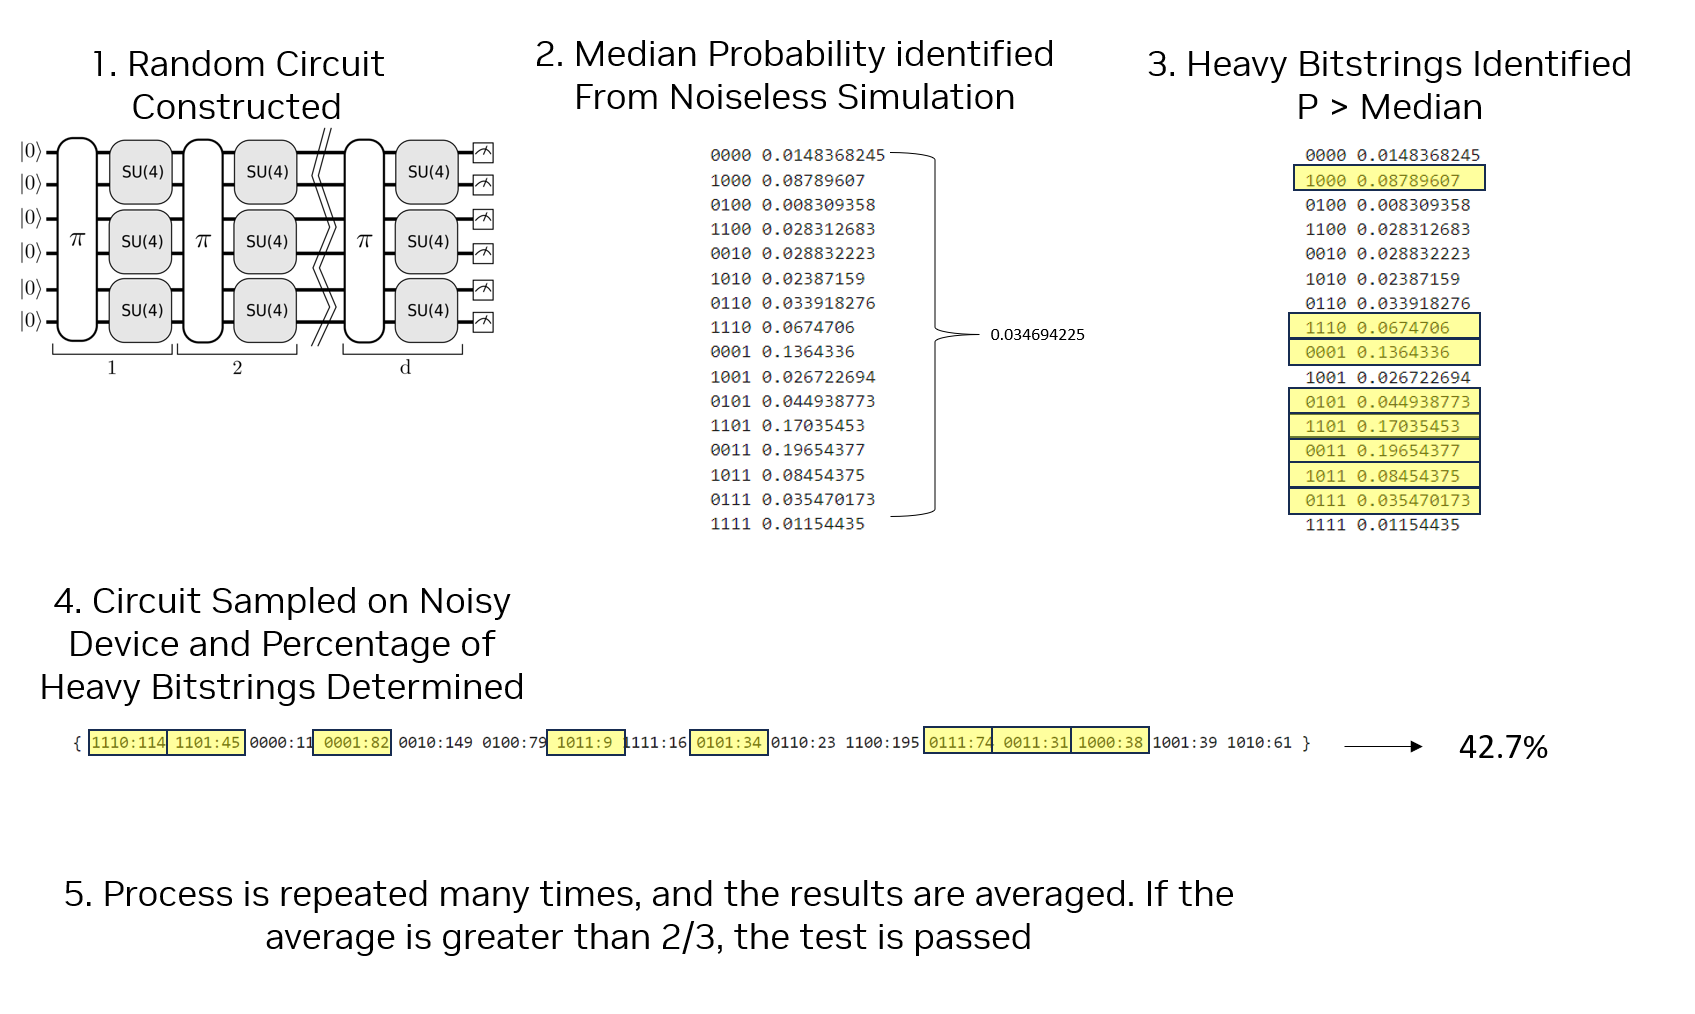 1. Random Circuit
Constructed
|0⟩
|0⟩
|0⟩
|0⟩
|0⟩
|0⟩
π
SU(4)
SU(4)
SU(4)
π
SU(4)
SU(4)
SU(4)
π
SU(4)
SU(4)
SU(4)
1
2
d
2. Median Probability identified
From Noiseless Simulation
0000 0.0148368245
1000 0.08789607
0100 0.008309358
1100 0.028312683
0010 0.028832223
1010 0.02387159
0110 0.033918276
1110 0.0674706
0001 0.1364336
1001 0.026722694
0101 0.044938773
1101 0.17035453
0011 0.19654377
1011 0.08454375
0111 0.035470173
1111 0.01154435
0.034694225
3. Heavy Bitstrings Identified
P > Median
0000 0.0148368245
1000 0.08789607
0100 0.008309358
1100 0.028312683
0010 0.028832223
1010 0.02387159
0110 0.033918276
1110 0.0674706
0001 0.1364336
1001 0.026722694
0101 0.044938773
1101 0.17035453
0011 0.19654377
1011 0.08454375
0111 0.035470173
1111 0.01154435
4. Circuit Sampled on Noisy
Device and Percentage of
Heavy Bitstrings Determined
{ 1110:114 1101:45 0000:11 0001:82 0010:149 0100:79 1011:9 1111:16 0101:34 0110:23 1100:195 0111:74 0011:31 1000:38 1001:39 1010:61 }
42.7%
5. Process is repeated many times, and the results are averaged. If the
average is greater than 2/3, the test is passed